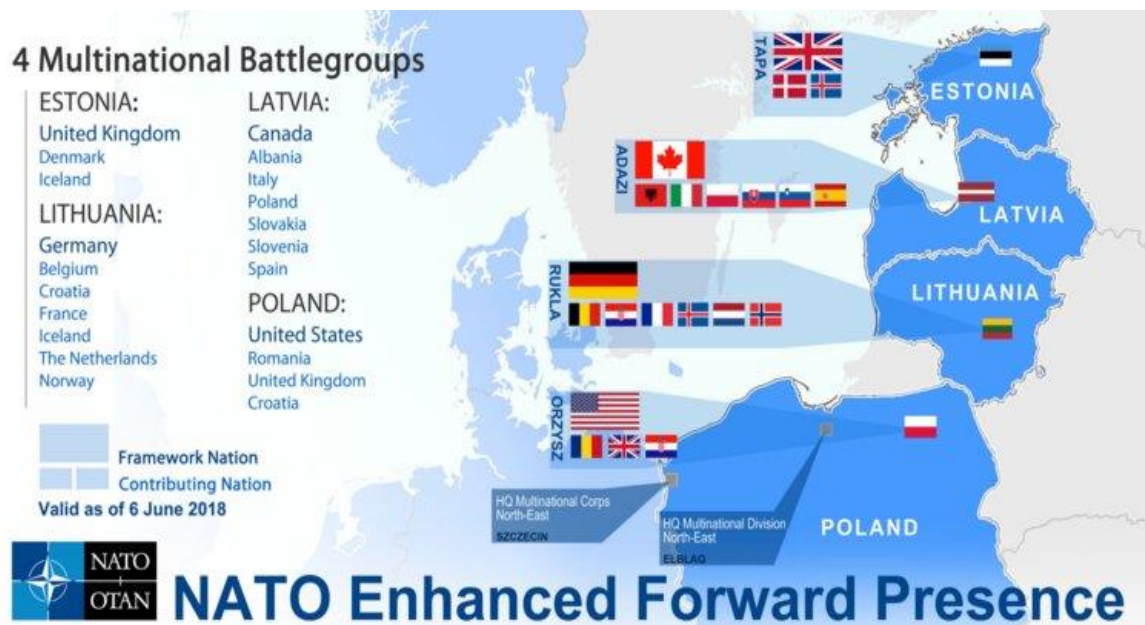 4 Multinational Battlegroups
ESTONIA:
United Kingdom
Denmark
Iceland
LITHUANIA:
Germany
Belgium
Croatia
France
Iceland
The Netherlands
Norway
LATVIA:
Canada
Albania
Italy
Poland
Slovakia
Slovenia
Spain
POLAND:
United States
Romania
United Kingdom
Croatia
Framework Nation
Contributing Nation
Valid as of 6 June 2018
TAPA
ESTONIA
ADAZI
LATVIA
RUKLA
LITHUANIA
ORZYSZ
HQ Multinational Corps
North-East
SZCZECIN
HQ Multinational Division
North-East
ELBLAG
POLAND
NATO
OTAN
NATO Enhanced Forward Presence